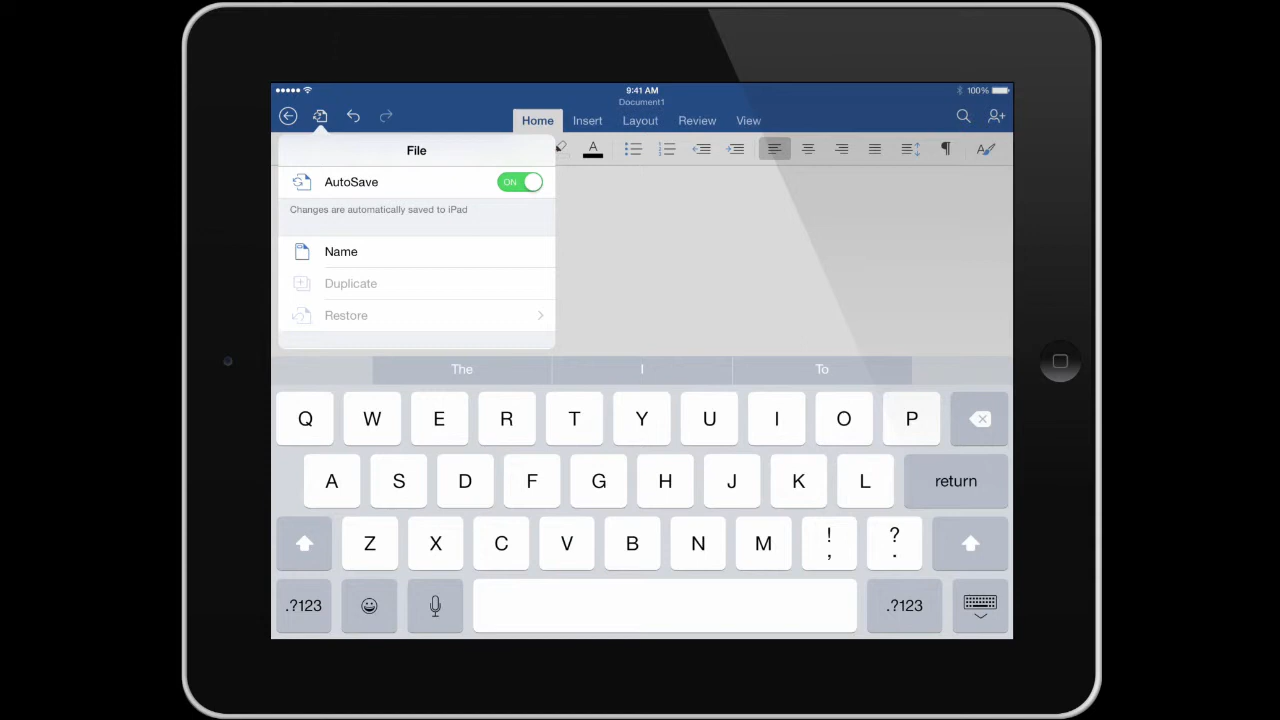 9:41 AM
100%
Document1
Home Insert Layout Review View
File
A
¶
A
AutoSave
ON
Changes are automatically saved to iPad
Name
Duplicate
Restore
The I To
Q W E R T Y U I O P
A S D F G H J K L return
Z X C V B N M ! , ? .
.?123 .?123